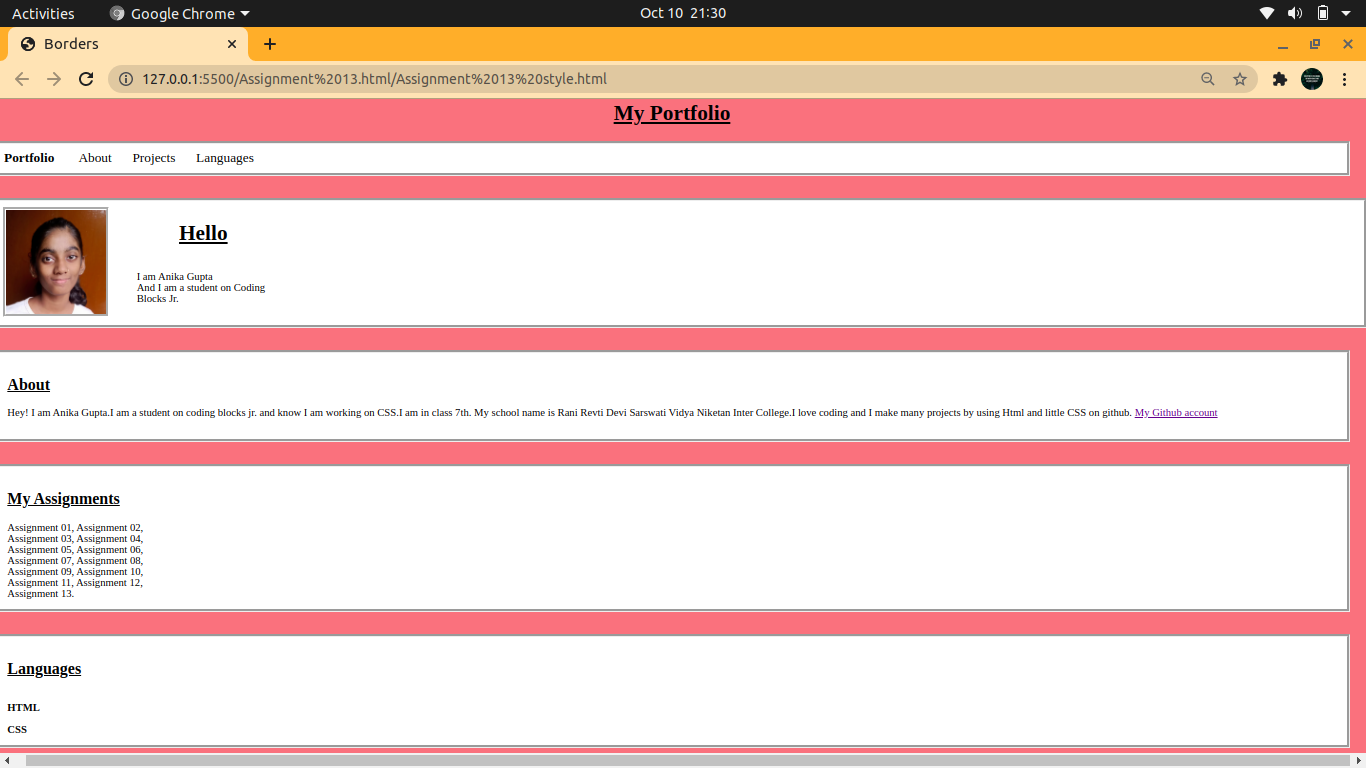 Activities Google Chrome Oct 10 21:30
Borders
127.0.0.1:5500/Assignment%2013.html/Assignment%2013%20style.html
My Portfolio
Portfolio About Projects Languages
Hello
I am Anika Gupta
And I am a student on Coding
Blocks Jr.
About
Hey! I am Anika Gupta.I am a student on coding blocks jr. and know I am working on CSS.I am in class 7th. My school name is Rani Revti Devi Sarswati Vidya Niketan Inter College.I love coding and I make many projects by using Html and little CSS on github. My Github account
My Assignments
Assignment 01, Assignment 02,
Assignment 03, Assignment 04,
Assignment 05, Assignment 06,
Assignment 07, Assignment 08,
Assignment 09, Assignment 10,
Assignment 11, Assignment 12,
Assignment 13.
Languages
HTML
CSS